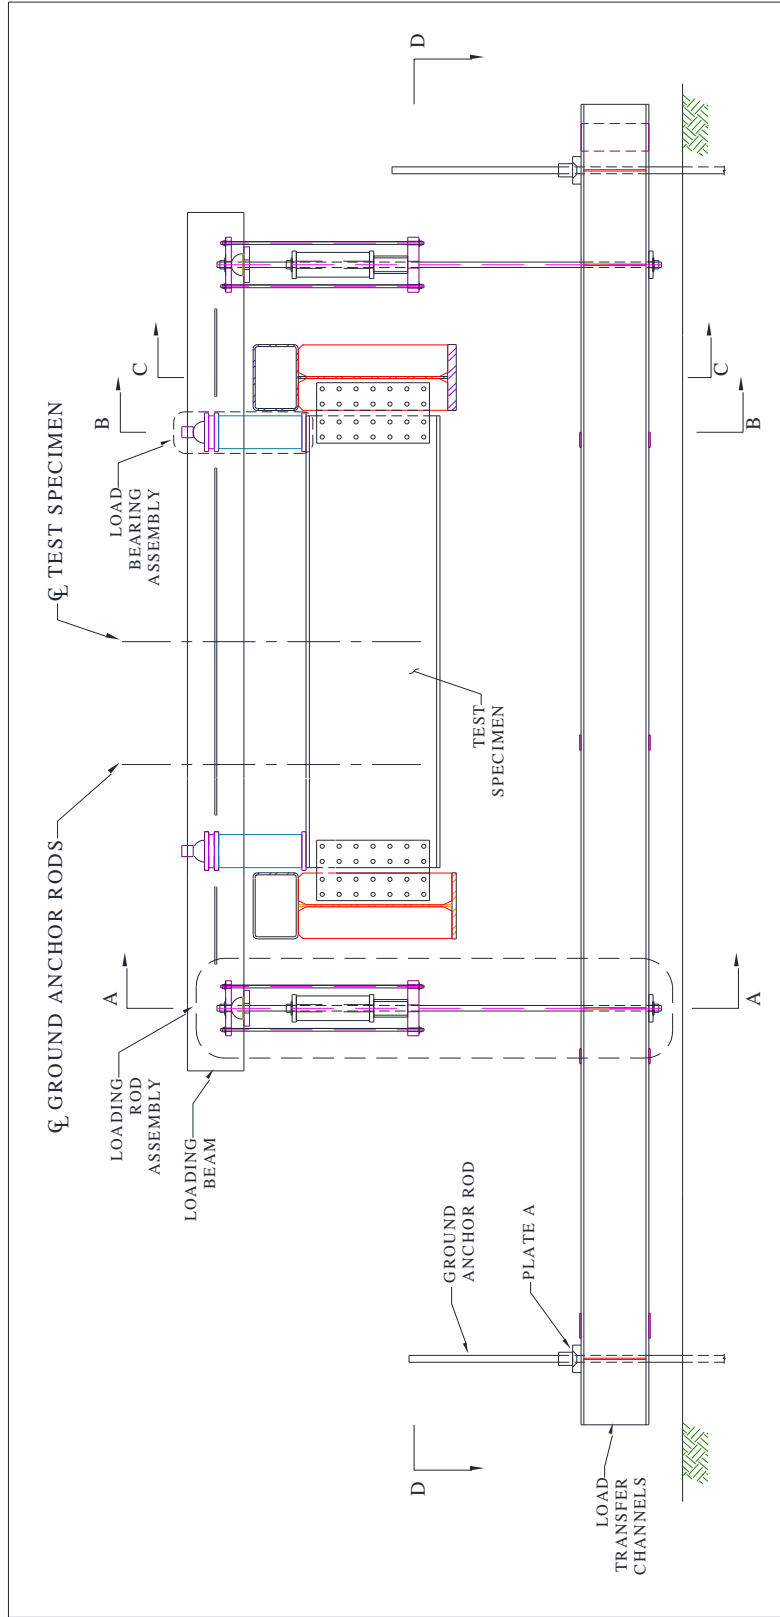 ℄ GROUND ANCHOR RODS
℄ TEST SPECIMEN
LOADING
ROD
ASSEMBLY
LOADING
BEAM
LOAD
BEARING
ASSEMBLY
A
B
C
D
D
GROUND
ANCHOR ROD
PLATE A
TEST
SPECIMEN
LOAD
TRANSFER
CHANNELS
A
B
C